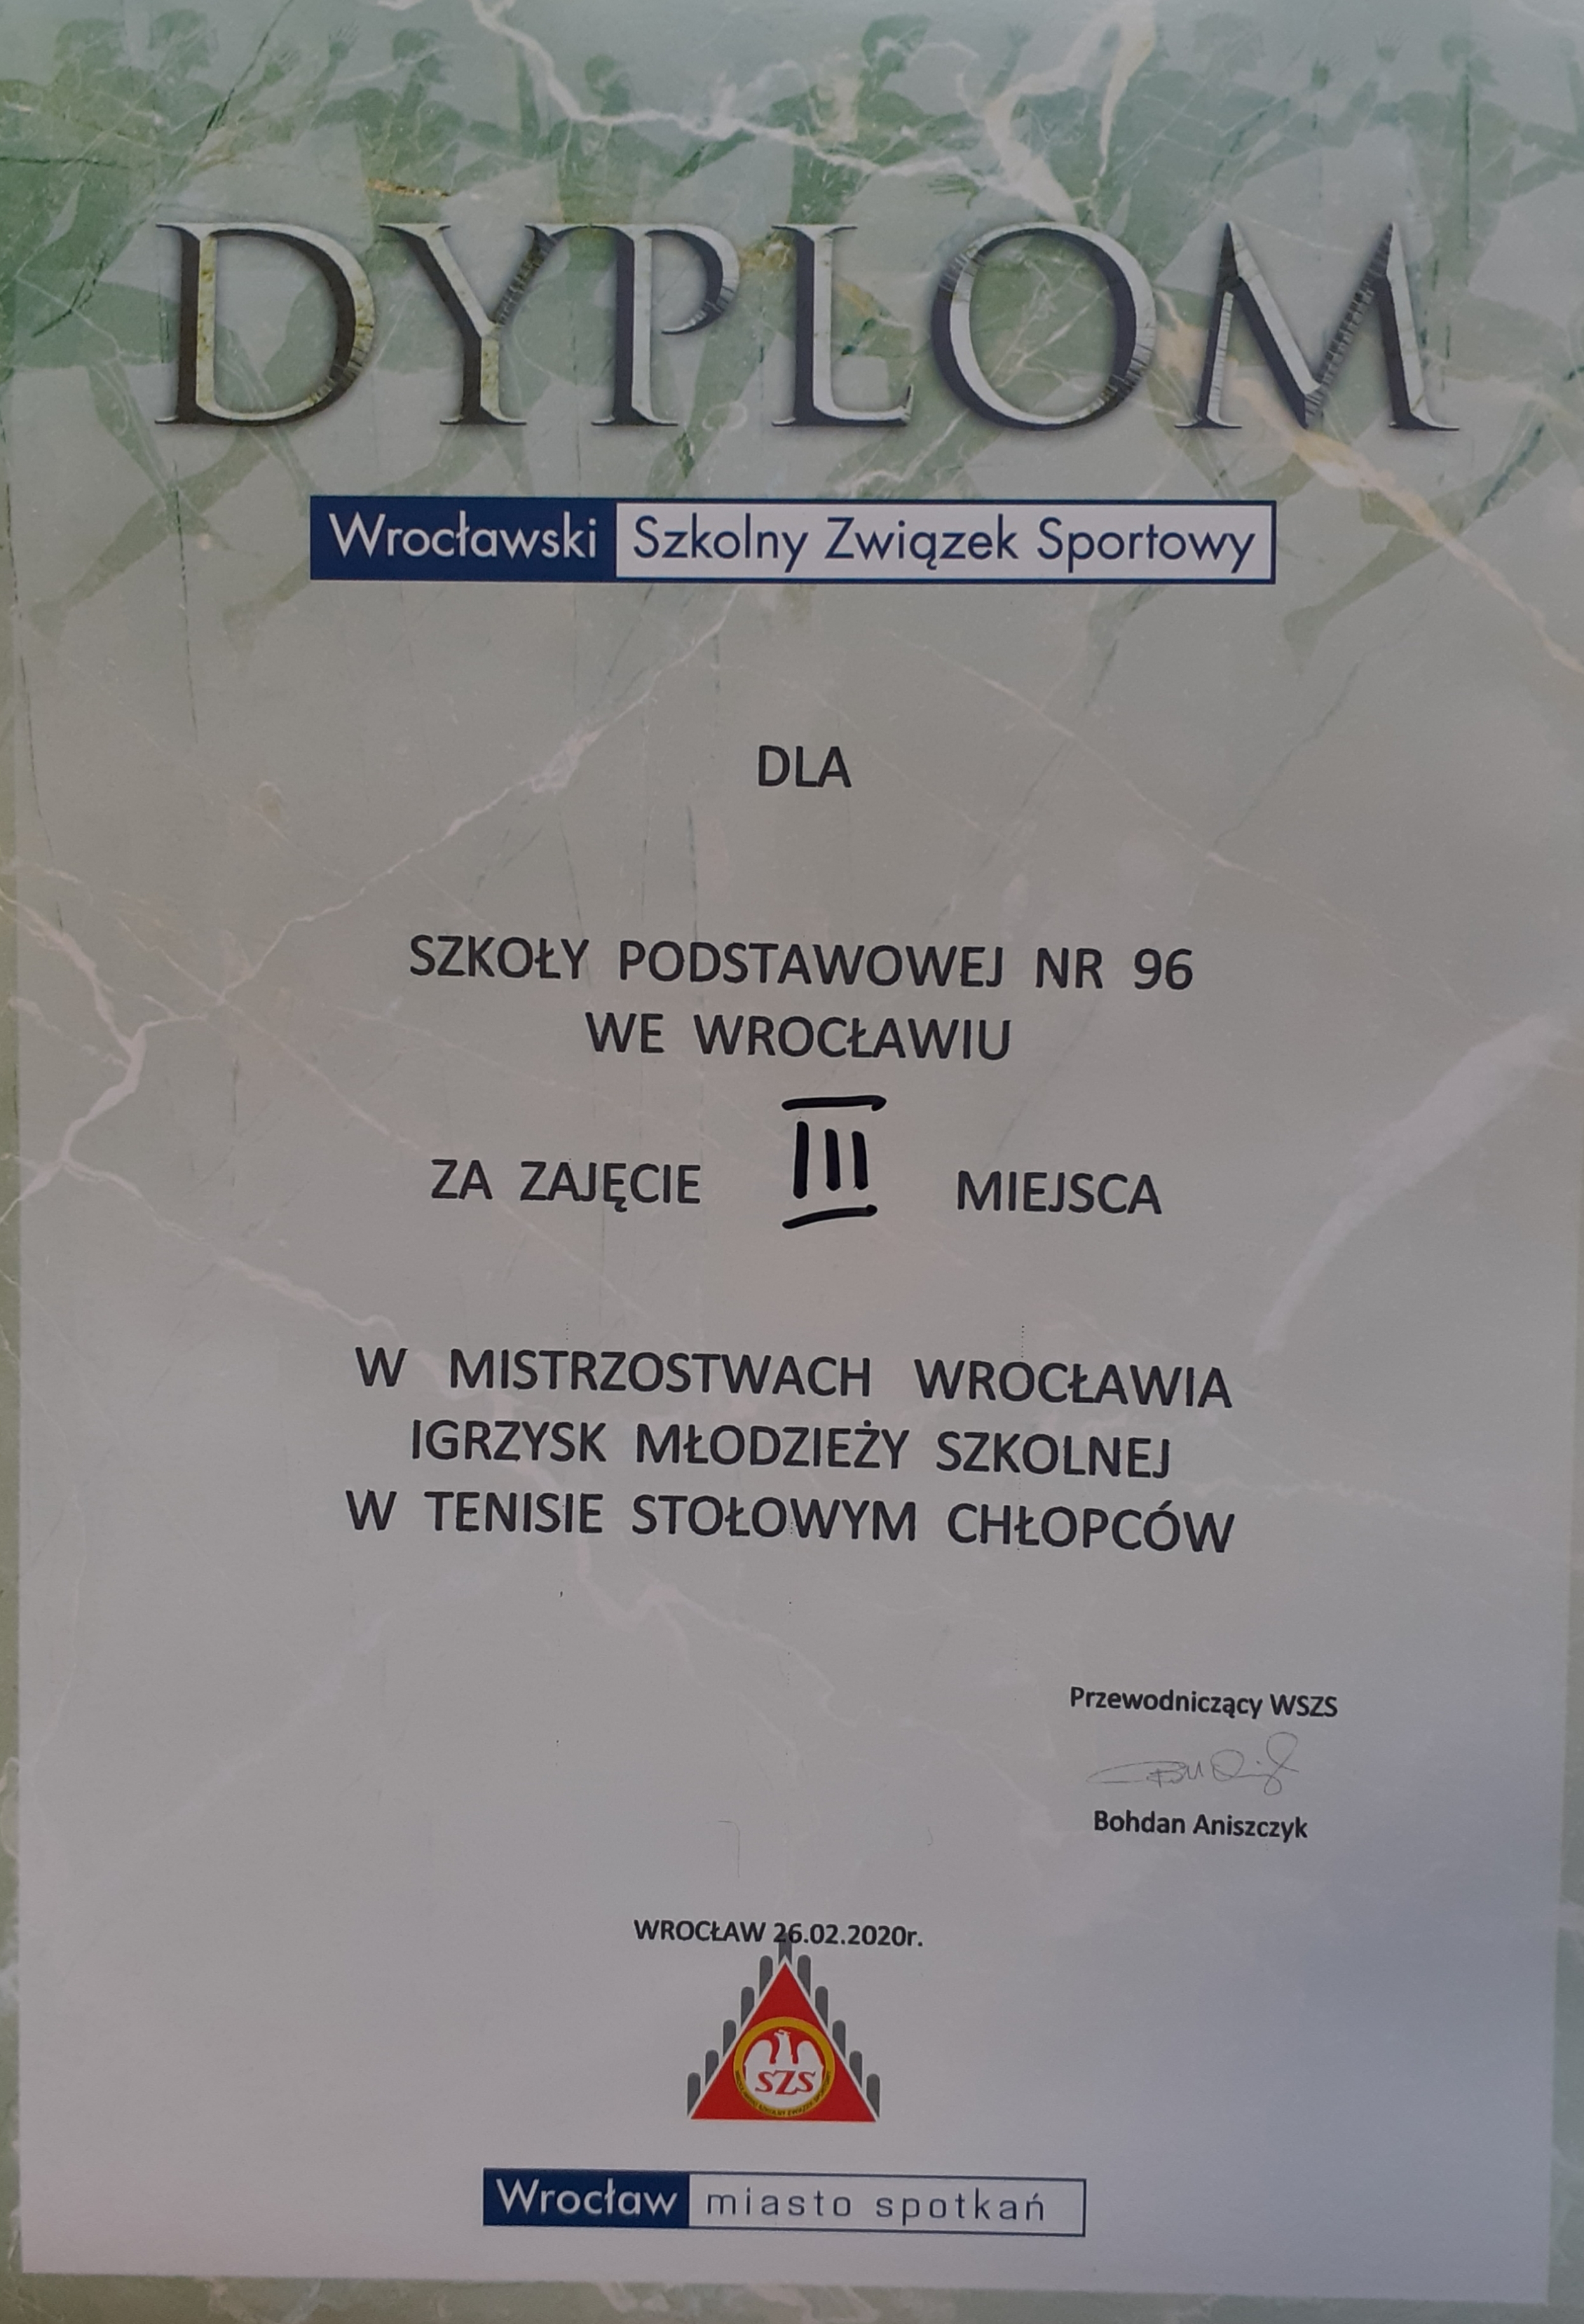 DYPLOM
Wrocławski Szkolny Związek Sportowy
DLA
SZKOŁY PODSTAWOWEJ NR 96
WE WROCŁAWIU
ZA ZAJĘCIE III MIEJSCA
W MISTRZOSTWACH WROCŁAWIA
IGRZYSK MŁODZIEŻY SZKOLNEJ
W TENISIE STOŁOWYM CHŁOPCÓW
Przewodniczący WSZS
Bohdan Aniszczyk
WROCŁAW 26.02.2020r.
SZS
Wrocław miasto spotkań